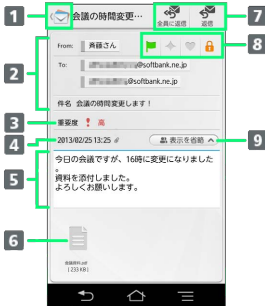 1
会議の時間変更…
全員に返信
返信
7
8
From:
斉藤さん
2
To:
@softbank.ne.jp
@softbank.ne.jp
件名 会議の時間変更します！
3
重要度 ！ 高
4
2013/02/25 13:25
表示を省略
9
5
今日の会議ですが、16時に変更になりました
。
資料を添付しました。
よろしくお願いします。
6
会議資料.pdf
[ 233 KB ]